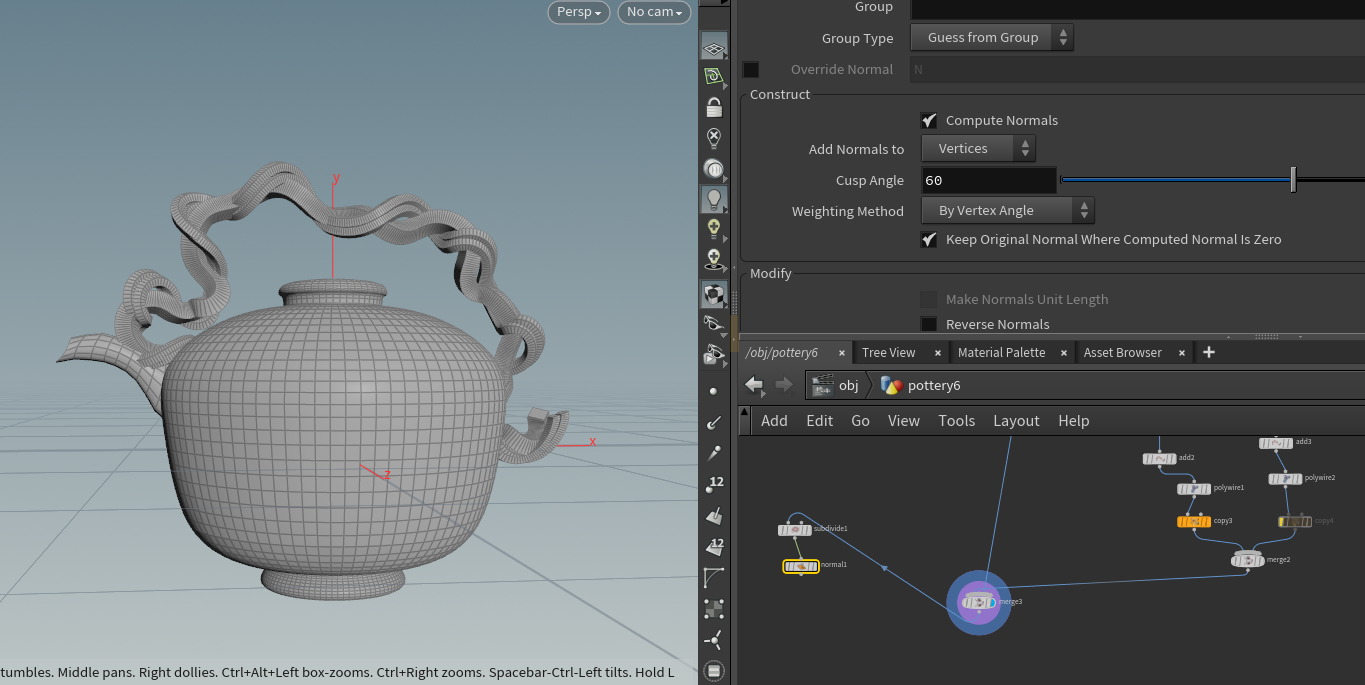 Persp
No cam
y
x
z
tumbles. Middle pans. Right dollies. Ctrl+Alt+Left box-zooms. Ctrl+Right zooms. Spacebar-Ctrl-Left tilts. Hold L
12
12
Group
Group Type Guess from Group
Override Normal N
Construct
Compute Normals
Add Normals to Vertices
Cusp Angle 60
Weighting Method By Vertex Angle
Keep Original Normal Where Computed Normal Is Zero
Modify
Make Normals Unit Length
Reverse Normals
/obj/pottery6 × Tree View × Material Palette × Asset Browser × +
obj pottery6
Add Edit Go View Tools Layout Help
add3
add2
polywire2
polywire1
copy3
copy4
subdivide1
merge2
normal1
merge3